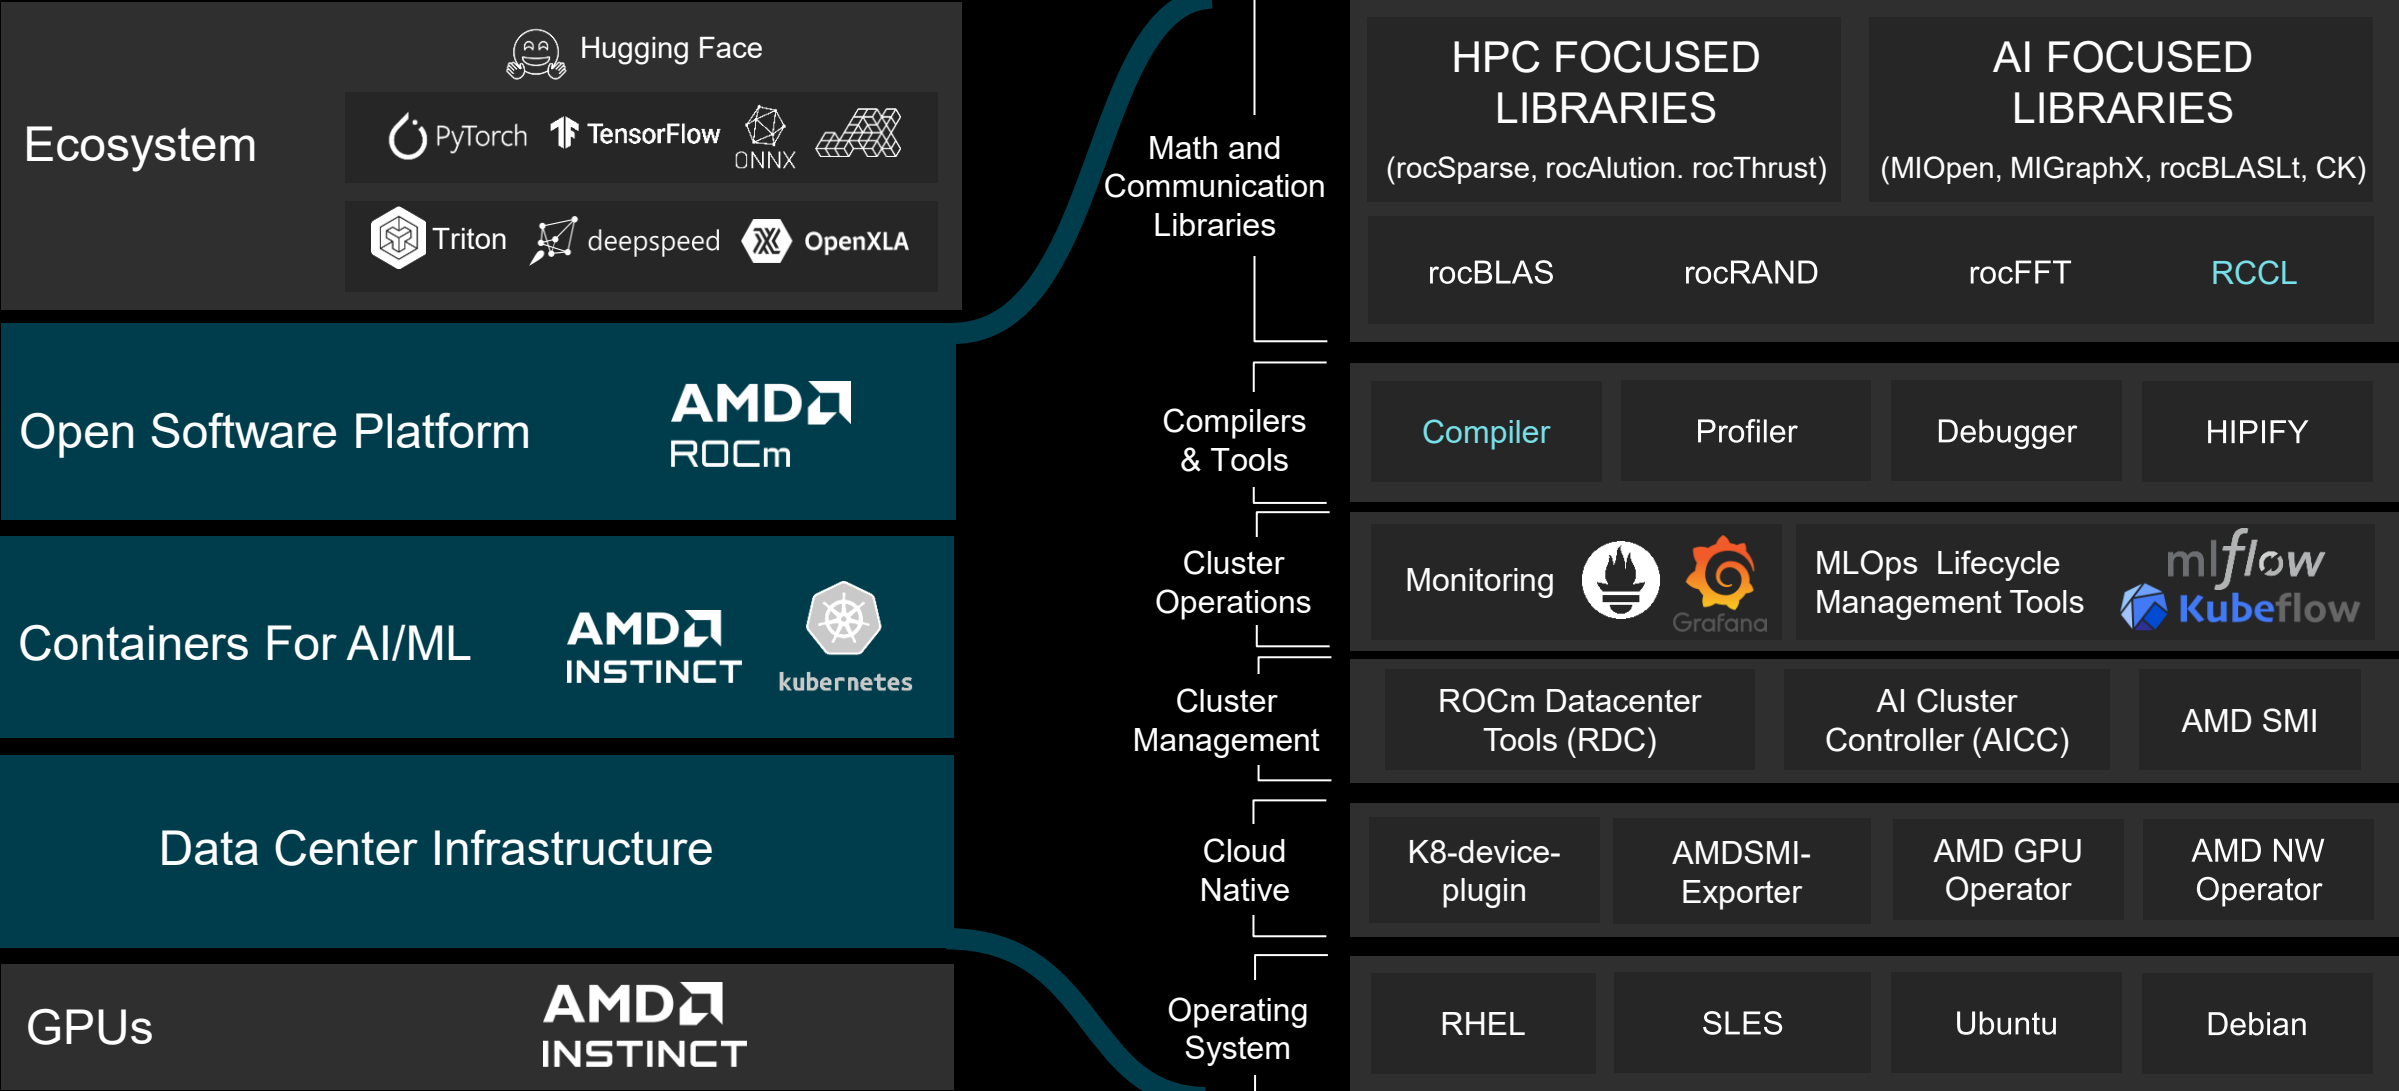 Hugging Face
Ecosystem
PyTorch
TensorFlow
ONNX
Triton
deepspeed
OpenXLA
Open Software Platform
AMD
ROCm
Containers For AI/ML
AMD
INSTINCT
kubernetes
Data Center Infrastructure
GPUs
AMD
INSTINCT
Math and
Communication
Libraries
HPC FOCUSED
LIBRARIES
(rocSparse, rocAlution. rocThrust)
AI FOCUSED
LIBRARIES
(MIOpen, MIGraphX, rocBLASLt, CK)
rocBLAS
rocRAND
rocFFT
RCCL
Compilers
& Tools
Compiler
Profiler
Debugger
HIPIFY
Cluster
Operations
Monitoring
Grafana
MLOps Lifecycle
Management Tools
mlflow
Kubeflow
Cluster
Management
ROCm Datacenter
Tools (RDC)
AI Cluster
Controller (AICC)
AMD SMI
Cloud
Native
K8-device-
plugin
AMDSMI-
Exporter
AMD GPU
Operator
AMD NW
Operator
Operating
System
RHEL
SLES
Ubuntu
Debian